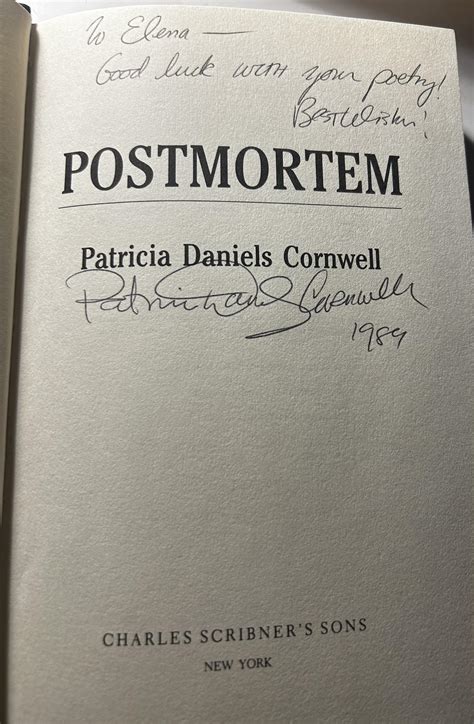 To Elena —
Good luck with your poetry!
Best Wishes!
POSTMORTEM
Patricia Daniels Cornwell
Patricia Daniels Cornwell
1989
CHARLES SCRIBNER'S SONS
NEW YORK